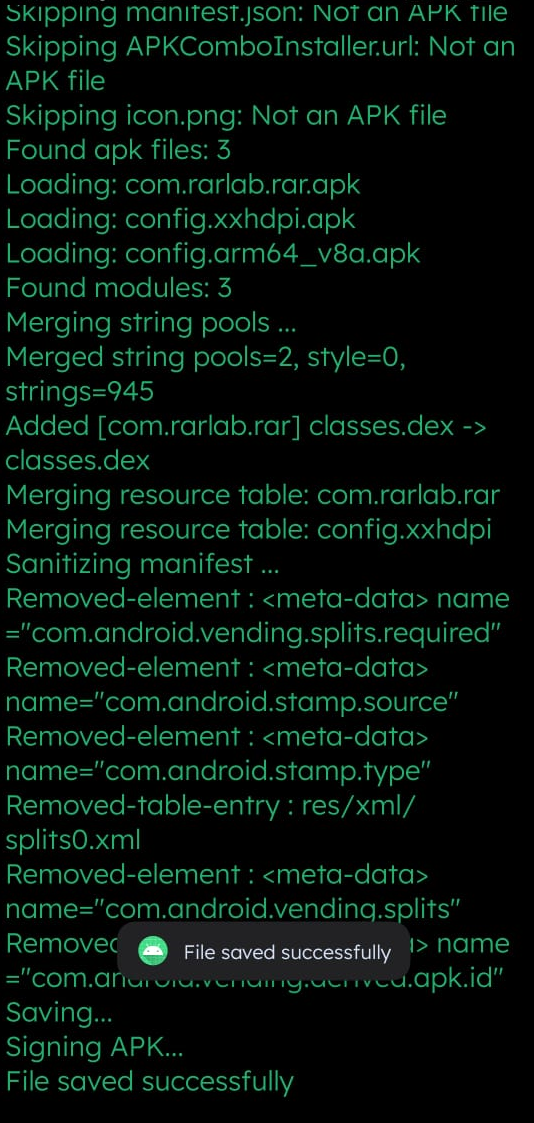 Skipping manifest.json: Not an APK file
Skipping APKComboInstaller.url: Not an
APK file
Skipping icon.png: Not an APK file
Found apk files: 3
Loading: com.rarlab.rar.apk
Loading: config.xxhdpi.apk
Loading: config.arm64_v8a.apk
Found modules: 3
Merging string pools ...
Merged string pools=2, style=0,
strings=945
Added [com.rarlab.rar] classes.dex ->
classes.dex
Merging resource table: com.rarlab.rar
Merging resource table: config.xxhdpi
Sanitizing manifest ...
Removed-element : <meta-data> name
="com.android.vending.splits.required"
Removed-element : <meta-data>
name="com.android.stamp.source"
Removed-element : <meta-data>
name="com.android.stamp.type"
Removed-table-entry : res/xml/
splits0.xml
Removed-element : <meta-data>
name="com.android.vending.splits"
Removed a> name
File saved successfully
="com.android.vending.derived.apk.id"
Saving...
Signing APK...
File saved successfully